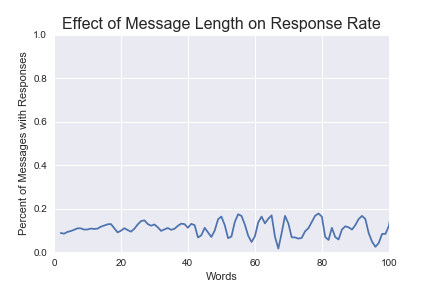 Effect of Message Length on Response Rate
Percent of Messages with Responses
1.0
0.8
0.6
0.4
0.2
0.0
0 20 40 60 80 100
Words